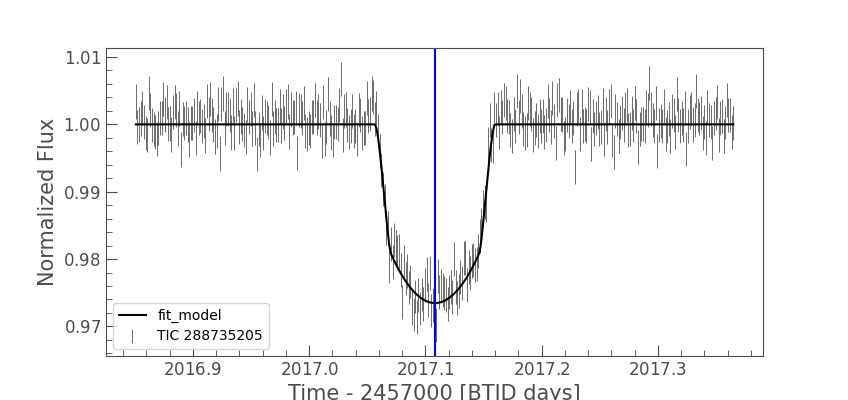 1.01
1.00
0.99
0.98
0.97
Normalized Flux
fit_model
TIC 288735205
2016.9 2017.0 2017.1 2017.2 2017.3
Time - 2457000 [BTJD days]